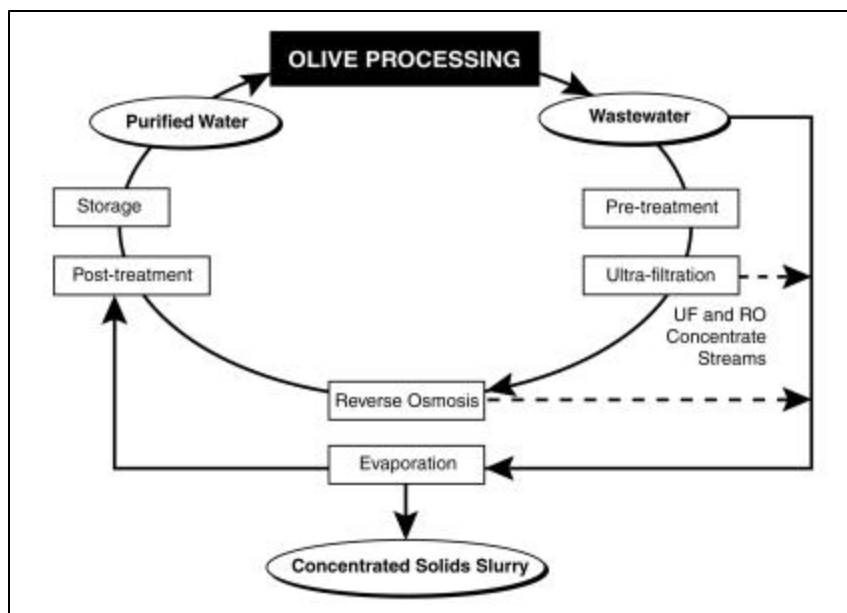 OLIVE PROCESSING
Purified Water
Wastewater
Storage
Pre-treatment
Post-treatment
Ultra-filtration
UF and RO
Concentrate
Streams
Reverse Osmosis
Evaporation
Concentrated Solids Slurry